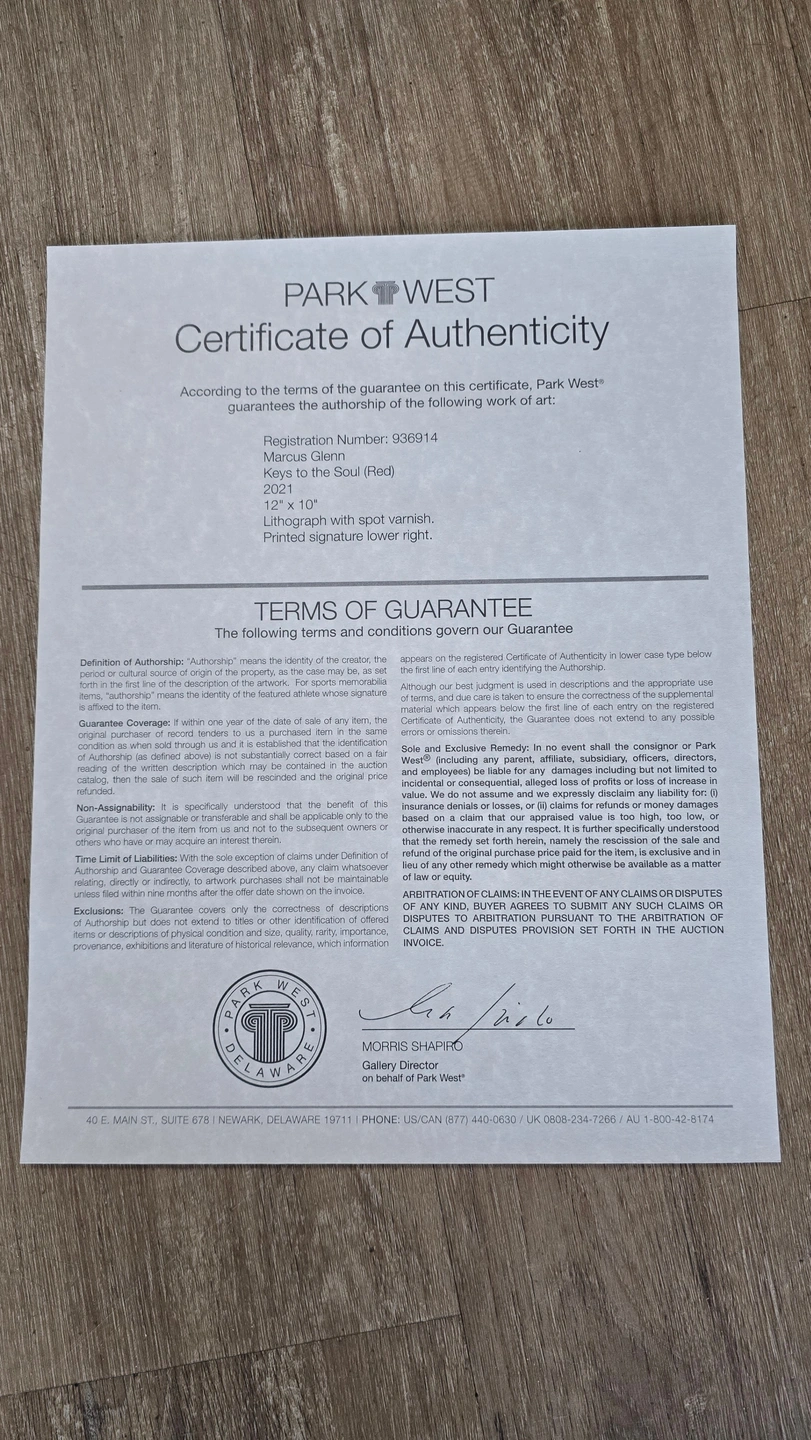 PARK WEST
Certificate of Authenticity
According to the terms of the guarantee on this certificate, Park West®
guarantees the authorship of the following work of art:
Registration Number: 936914
Marcus Glenn
Keys to the Soul (Red)
2021
12" x 10"
Lithograph with spot varnish.
Printed signature lower right.
TERMS OF GUARANTEE
The following terms and conditions govern our Guarantee
Definition of Authorship: "Authorship" means the identity of the creator, the
period or cultural source of origin of the property, as the case may be, as set
forth in the first line of the description of the artwork. For sports memorabilia
items, "authorship" means the identity of the featured athlete whose signature
is affixed to the item.
Guarantee Coverage: If within one year of the date of sale of any item, the
original purchaser of record tenders to us a purchased item in the same
condition as when sold through us and it is established that the identification
of Authorship (as defined above) is not substantially correct based on a fair
reading of the written description which may be contained in the auction
catalog, then the sale of such item will be rescinded and the original price
refunded.
Non-Assignability: It is specifically understood that the benefit of this
Guarantee is not assignable or transferable and shall be applicable only to the
original purchaser of the item from us and not to the subsequent owners or
others who have or may acquire an interest therein.
Time Limit of Liabilities: With the sole exception of claims under Definition of
Authorship and Guarantee Coverage described above, any claim whatsoever
relating, directly or indirectly, to artwork purchases shall not be maintainable
unless filed within nine months after the offer date shown on the invoice.
Exclusions: The Guarantee covers only the correctness of descriptions
of Authorship but does not extend to titles or other identification of offered
items or descriptions of physical condition and size, quality, rarity, importance,
provenance, exhibitions and literature of historical relevance, which information
appears on the registered Certificate of Authenticity in lower case type below
the first line of each entry identifying the Authorship.
Although our best judgment is used in descriptions and the appropriate use
of terms, and due care is taken to ensure the correctness of the supplemental
material which appears below the first line of each entry on the registered
Certificate of Authenticity, the Guarantee does not extend to any possible
errors or omissions therein.
Sole and Exclusive Remedy: In no event shall the consignor or Park
West® (including any parent, affiliate, subsidiary, officers, directors,
and employees) be liable for any damages including but not limited to
incidental or consequential, alleged loss of profits or loss of increase in
value. We do not assume and we expressly disclaim any liability for: (i)
insurance denials or losses, or (ii) claims for refunds or money damages
based on a claim that our appraised value is too high, too low, or
otherwise inaccurate in any respect. It is further specifically understood
that the remedy set forth herein, namely the rescission of the sale and
refund of the original purchase price paid for the item, is exclusive and in
lieu of any other remedy which might otherwise be available as a matter
of law or equity.
ARBITRATION OF CLAIMS: IN THE EVENT OF ANY CLAIMS OR DISPUTES
OF ANY KIND, BUYER AGREES TO SUBMIT ANY SUCH CLAIMS OR
DISPUTES TO ARBITRATION PURSUANT TO THE ARBITRATION OF
CLAIMS AND DISPUTES PROVISION SET FORTH IN THE AUCTION
INVOICE.
PARK WEST
DELAWARE
MORRIS SHAPIRO
Gallery Director
on behalf of Park West®
40 E. MAIN ST., SUITE 678 | NEWARK, DELAWARE 19711 | PHONE: US/CAN (877) 440-0630 / UK 0808-234-7266 / AU 1-800-42-8174